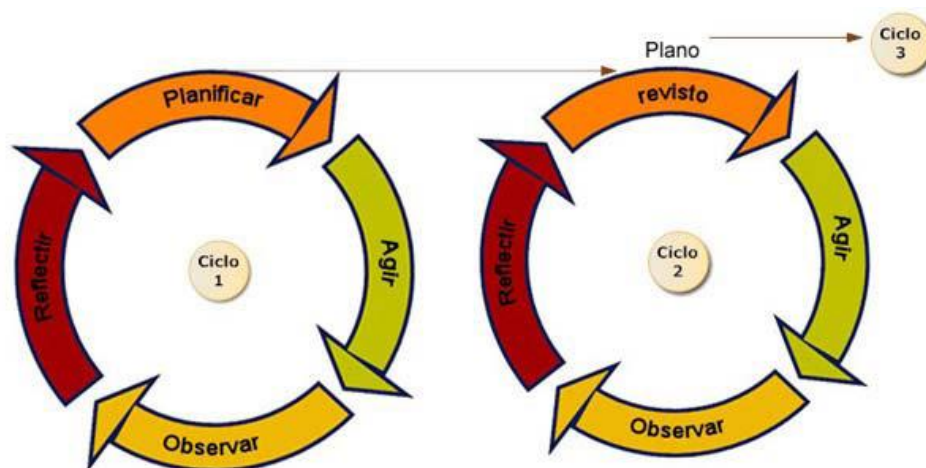 Planificar
Agir
Observar
Reflectir
Ciclo
1
Plano
revisto
Agir
Observar
Reflectir
Ciclo
2
Ciclo
3